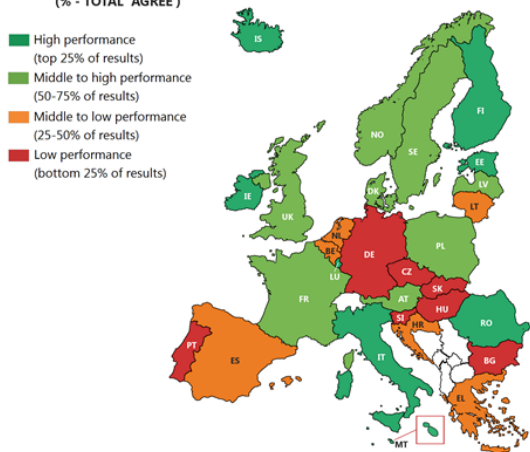 (% - TOTAL 'AGREE')
High performance
(top 25% of results)
Middle to high performance
(50-75% of results)
Middle to low performance
(25-50% of results)
Low performance
(bottom 25% of results)
IS
FI
NO
SE
EE
LV
LT
DK
IE
UK
NL
BE
DE
PL
LU
CZ
SK
FR
AT
HU
SI
HR
RO
PT
ES
IT
BG
EL
MT